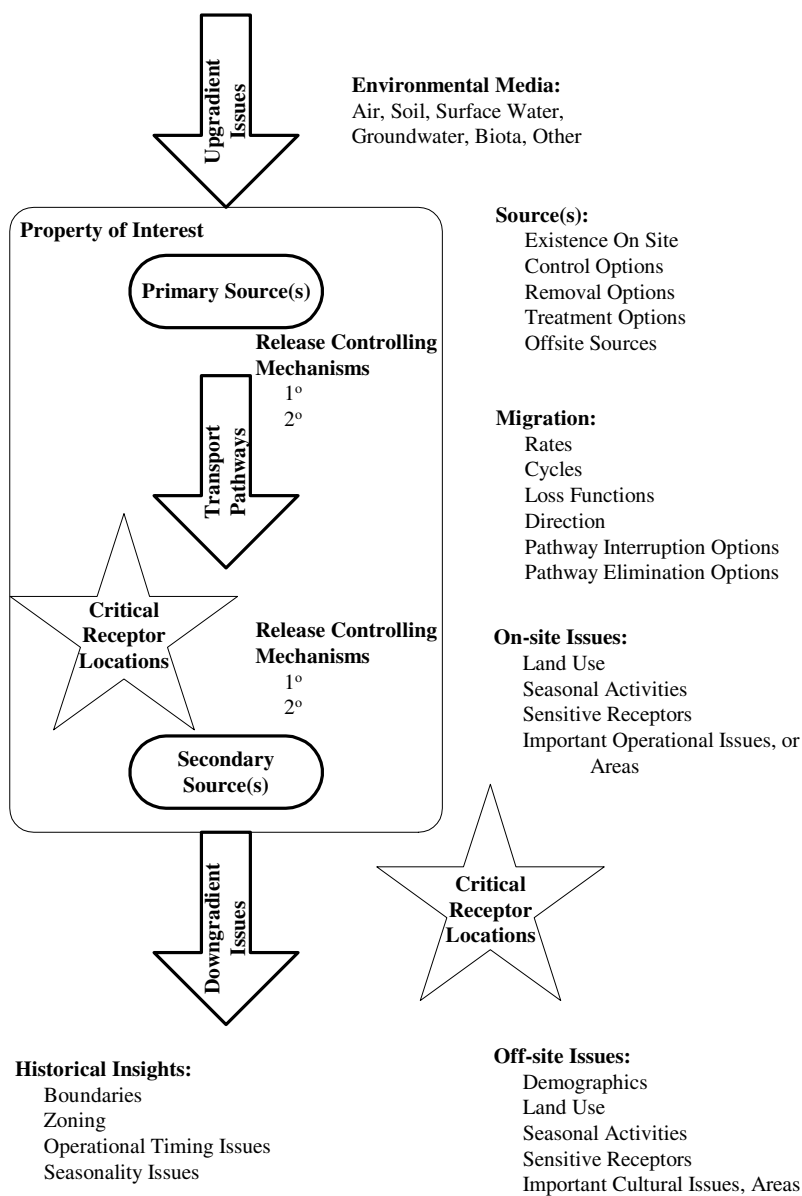 Upgradient
Issues
Environmental Media:
Air, Soil, Surface Water,
Groundwater, Biota, Other
Property of Interest
Primary Source(s)
Release Controlling
Mechanisms
1º
2º
Transport
Pathways
Critical
Receptor
Locations
Release Controlling
Mechanisms
1º
2º
Secondary
Source(s)
Downgradient
Issues
Source(s):
Existence On Site
Control Options
Removal Options
Treatment Options
Offsite Sources
Migration:
Rates
Cycles
Loss Functions
Direction
Pathway Interruption Options
Pathway Elimination Options
On-site Issues:
Land Use
Seasonal Activities
Sensitive Receptors
Important Operational Issues, or
Areas
Critical
Receptor
Locations
Historical Insights:
Boundaries
Zoning
Operational Timing Issues
Seasonality Issues
Off-site Issues:
Demographics
Land Use
Seasonal Activities
Sensitive Receptors
Important Cultural Issues, Areas